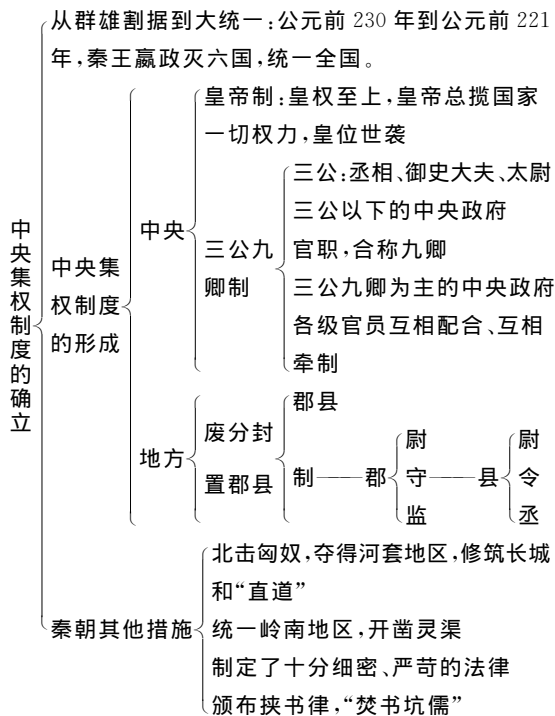 中央集权制度的确立
从群雄割据到大统一:公元前 230 年到公元前 221
年,秦王嬴政灭六国,统一全国。
中央集
权制度
的形成
中央
皇帝制:皇权至上,皇帝总揽国家
一切权力,皇位世袭
三公九
卿制
三公:丞相、御史大夫、太尉
三公以下的中央政府
官职,合称九卿
三公九卿为主的中央政府
各级官员互相配合、互相
牵制
地方
废分封
置郡县
郡县
制——郡
尉
守——县
监
尉
令
丞
秦朝其他措施
北击匈奴,夺得河套地区,修筑长城
和“直道”
统一岭南地区,开凿灵渠
制定了十分细密、严苛的法律
颁布挟书律,“焚书坑儒”